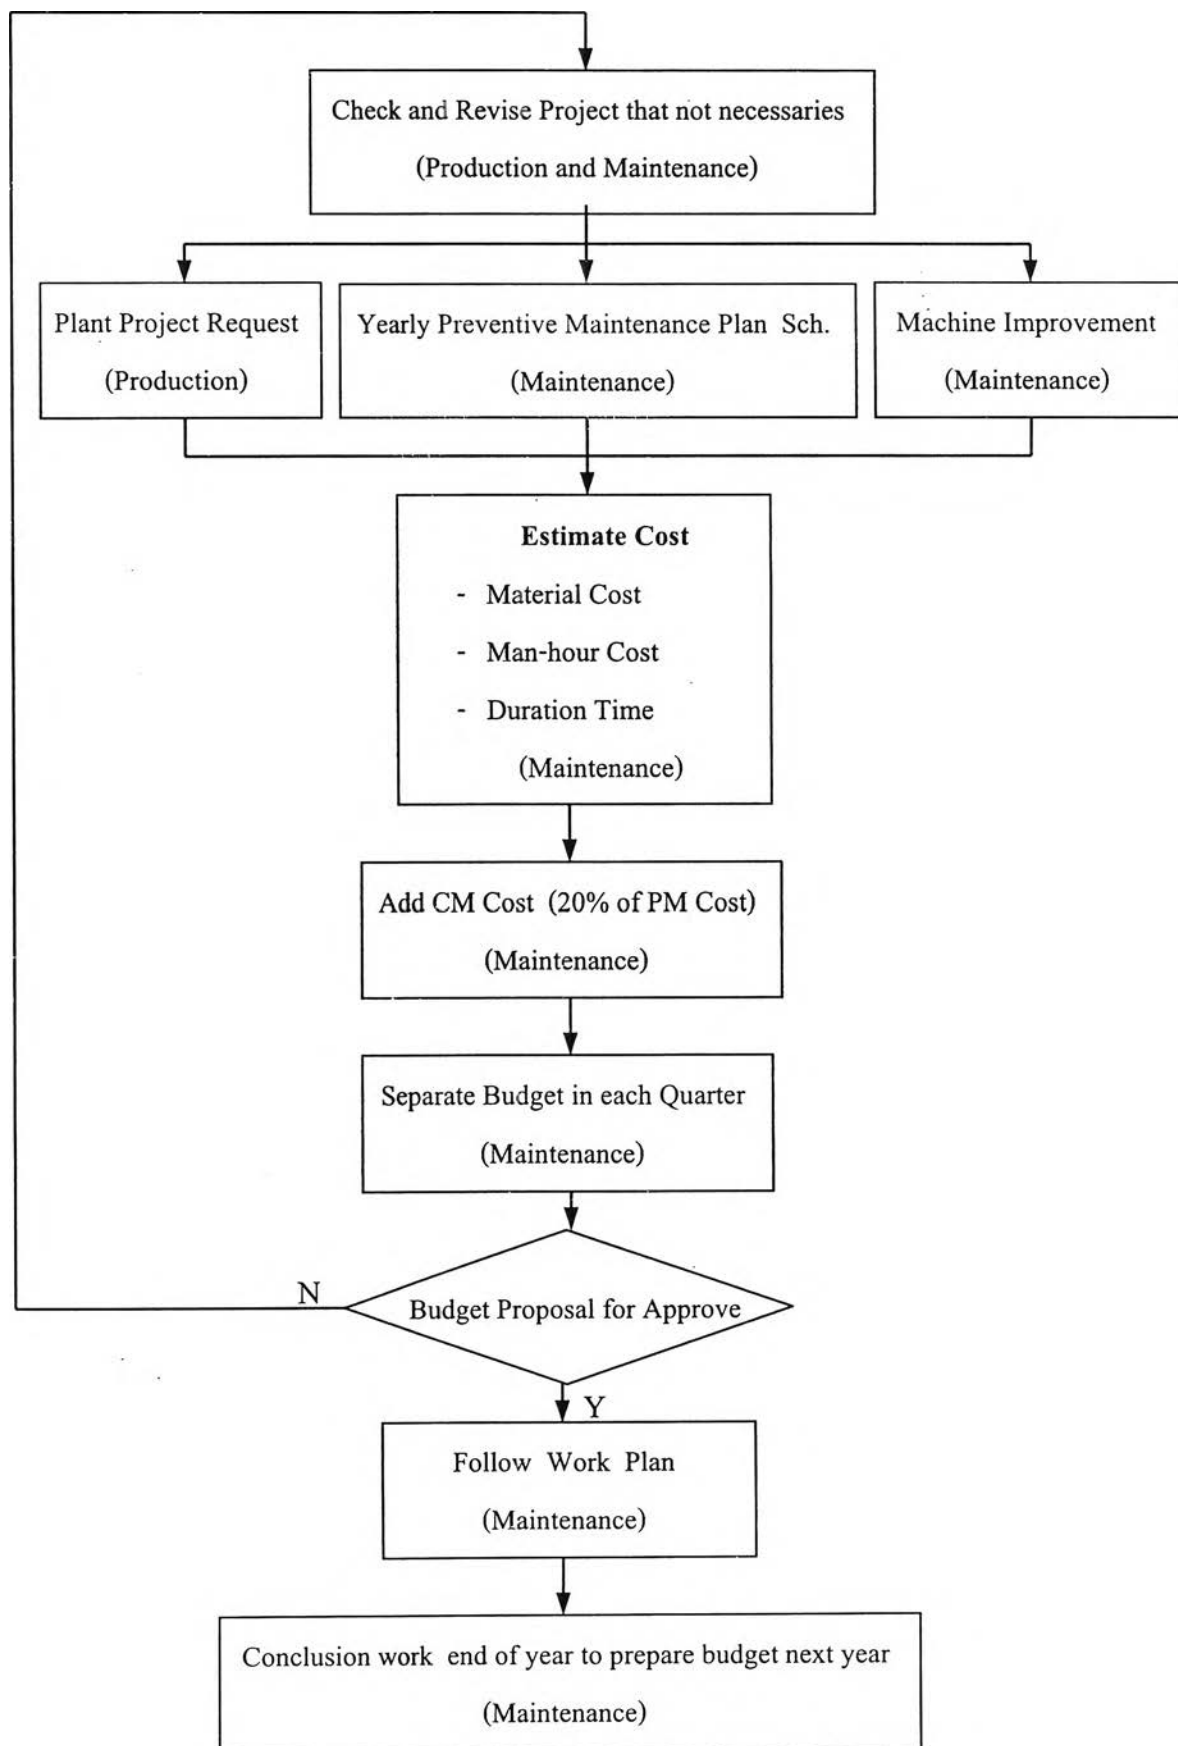 Check and Revise Project that not necessaries
(Production and Maintenance)
Plant Project Request
(Production)
Yearly Preventive Maintenance Plan Sch.
(Maintenance)
Machine Improvement
(Maintenance)
Estimate Cost
- Material Cost
- Man-hour Cost
- Duration Time
(Maintenance)
Add CM Cost (20% of PM Cost)
(Maintenance)
Separate Budget in each Quarter
(Maintenance)
N
Budget Proposal for Approve
Y
Follow Work Plan
(Maintenance)
Conclusion work end of year to prepare budget next year
(Maintenance)